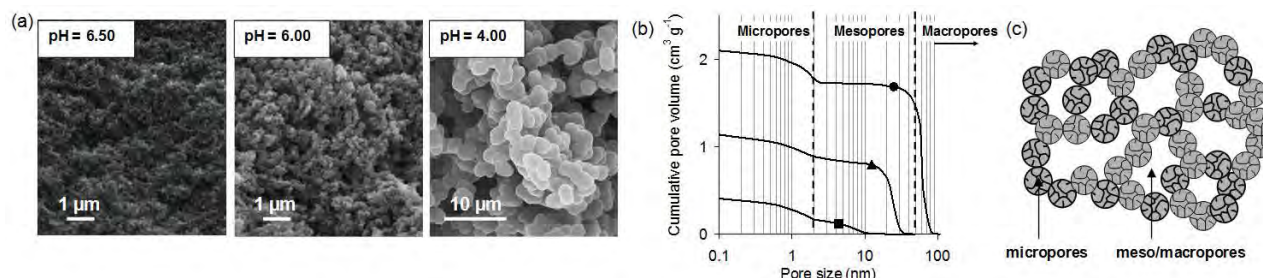 (a)
pH = 6.50
1 µm
pH = 6.00
1 µm
pH = 4.00
10 µm
(b)
Cumulative pore volume (cm³ g⁻¹)
2
1
0
Micropores
Mesopores
Macropores
0.1
1
10
100
Pore size (nm)
(c)
micropores
meso/macropores